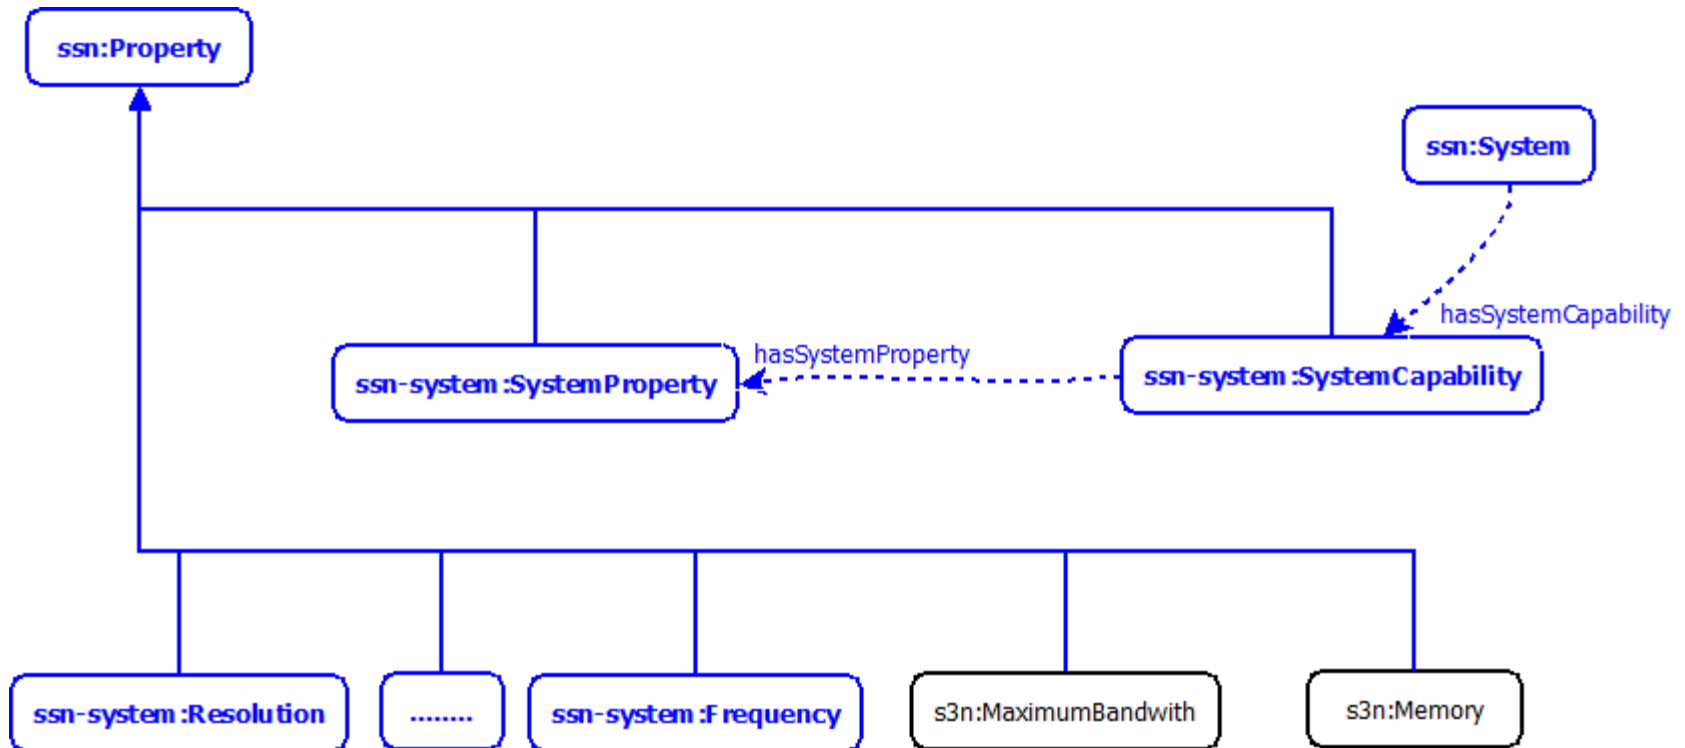 ssn:Property
ssn:System
hasSystemCapability
hasSystemProperty
ssn-system:SystemProperty
ssn-system:SystemCapability
ssn-system:Resolution
........
ssn-system:Frequency
s3n:MaximumBandwith
s3n:Memory